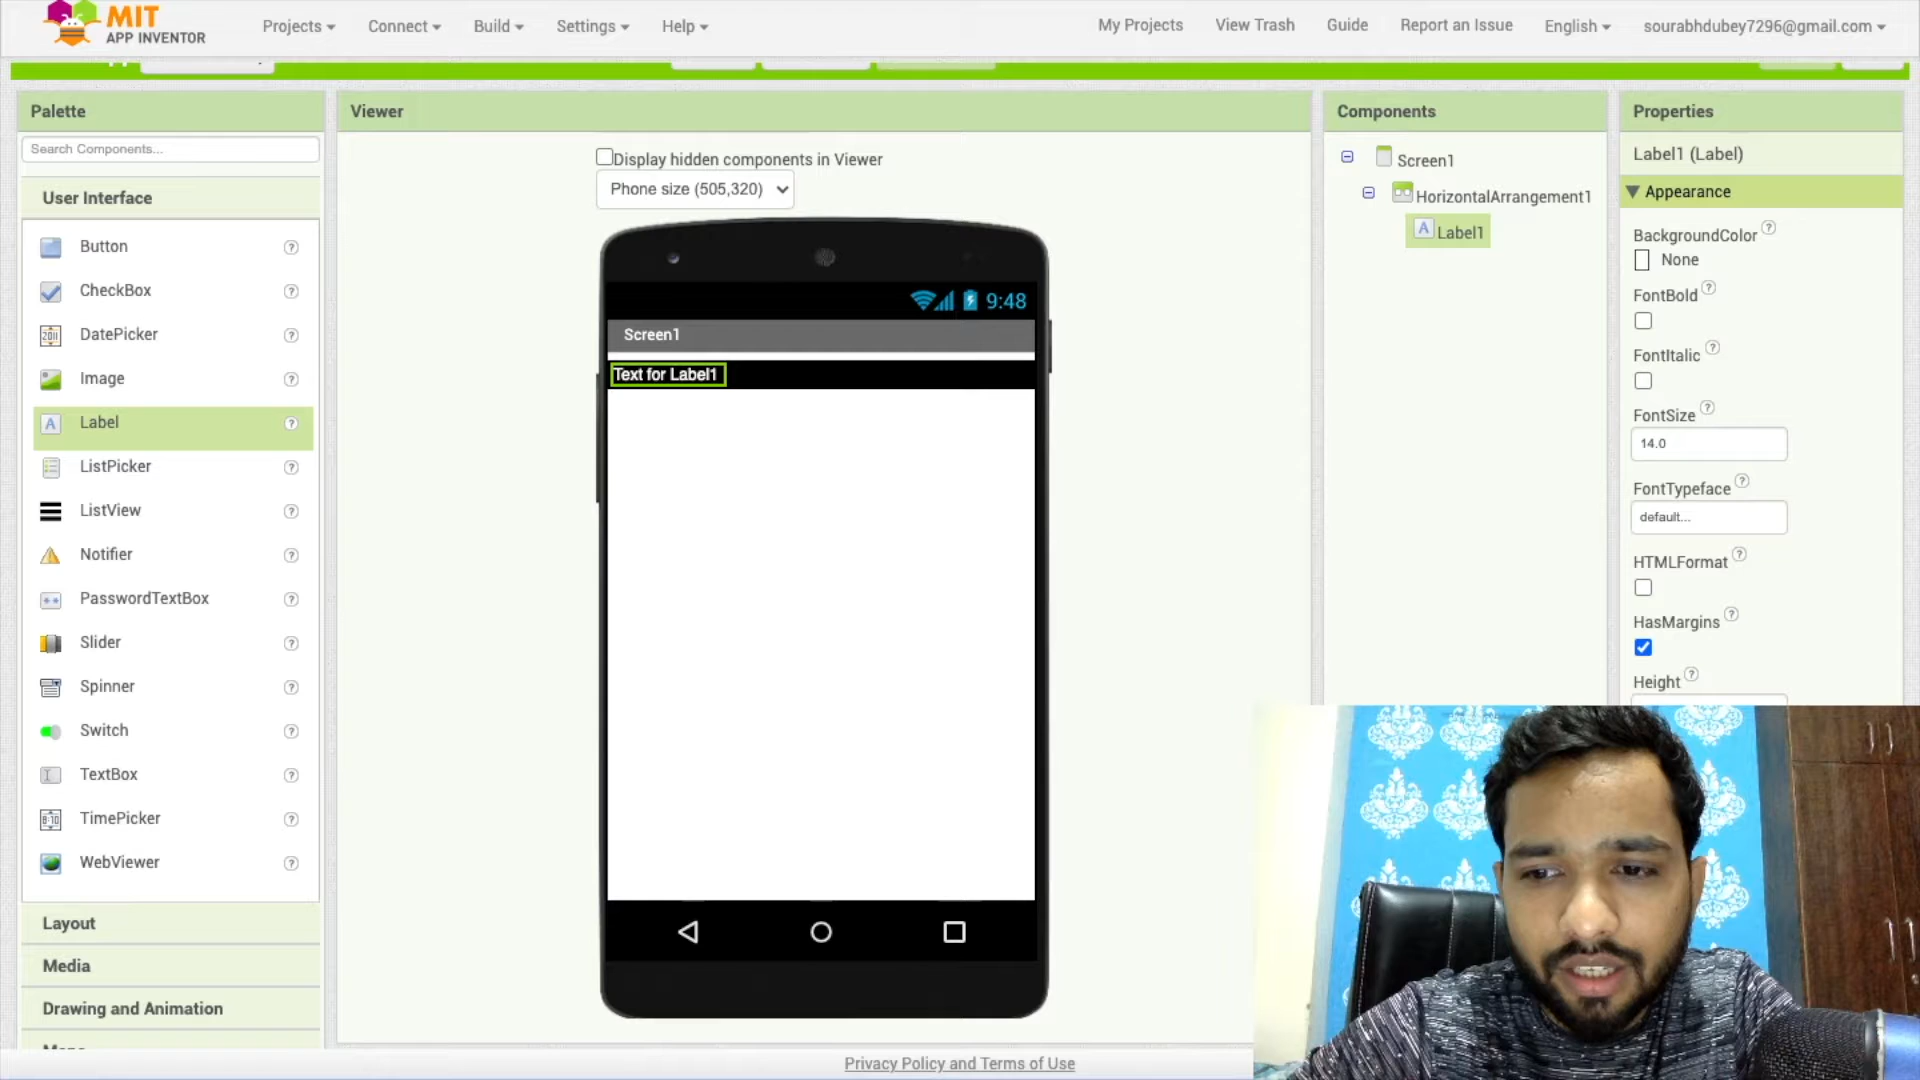 MIT
APP INVENTOR
Projects
Connect
Build
Settings
Help
My Projects
View Trash
Guide
Report an Issue
English
sourabhdubey7296@gmail.com
Palette
Search Components...
User Interface
Button
CheckBox
DatePicker
Image
Label
ListPicker
ListView
Notifier
PasswordTextBox
Slider
Spinner
Switch
TextBox
TimePicker
WebViewer
Layout
Media
Drawing and Animation
Viewer
Display hidden components in Viewer
Phone size (505,320)
9:48
Screen1
Text for Label1
Components
Screen1
HorizontalArrangement1
A Label1
Properties
Label1 (Label)
Appearance
BackgroundColor ?
None
FontBold ?
FontItalic ?
FontSize ?
14.0
FontTypeface ?
default...
HTMLFormat ?
HasMargins ?
Height ?
Privacy Policy and Terms of Use